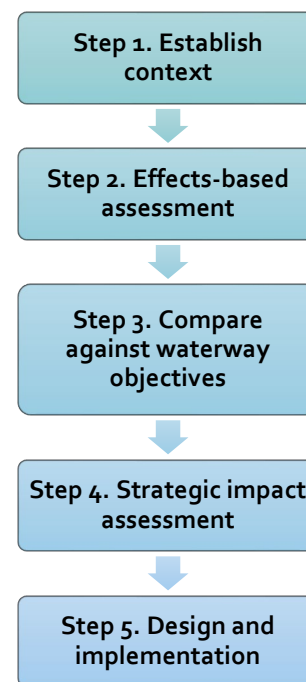 Step 1. Establish
context
Step 2. Effects-based
assessment
Step 3. Compare
against waterway
objectives
Step 4. Strategic impact
assessment
Step 5. Design and
implementation